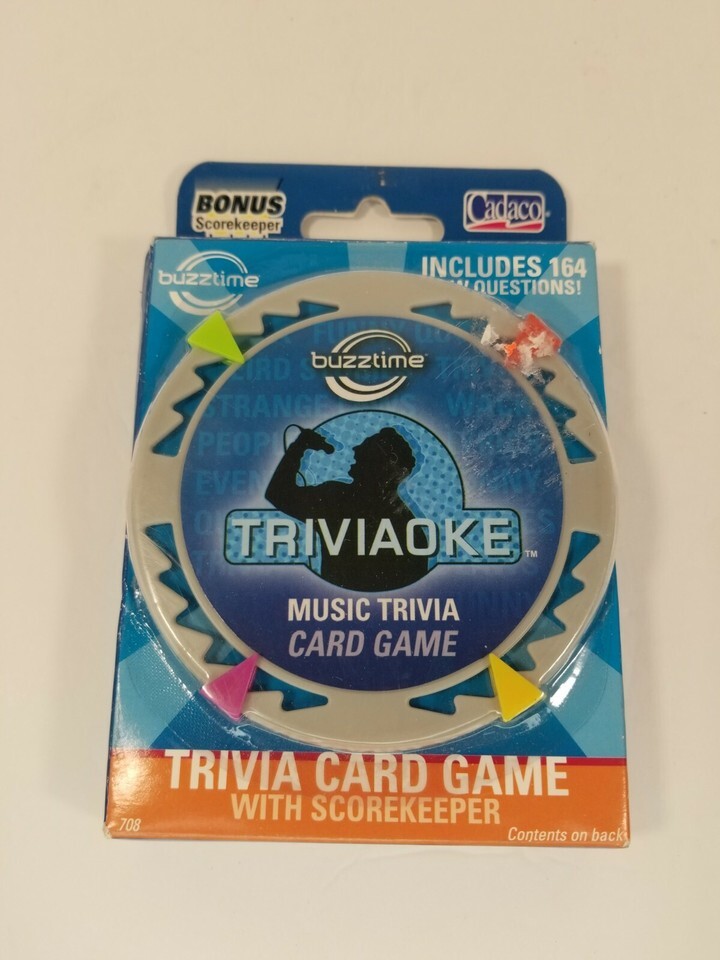 BONUS
Scorekeeper
Cadaco
buzztime
INCLUDES 164
QUESTIONS!
buzztime
TRIVIAOKE™
MUSIC TRIVIA
CARD GAME
TRIVIA CARD GAME
WITH SCOREKEEPER
708
Contents on back